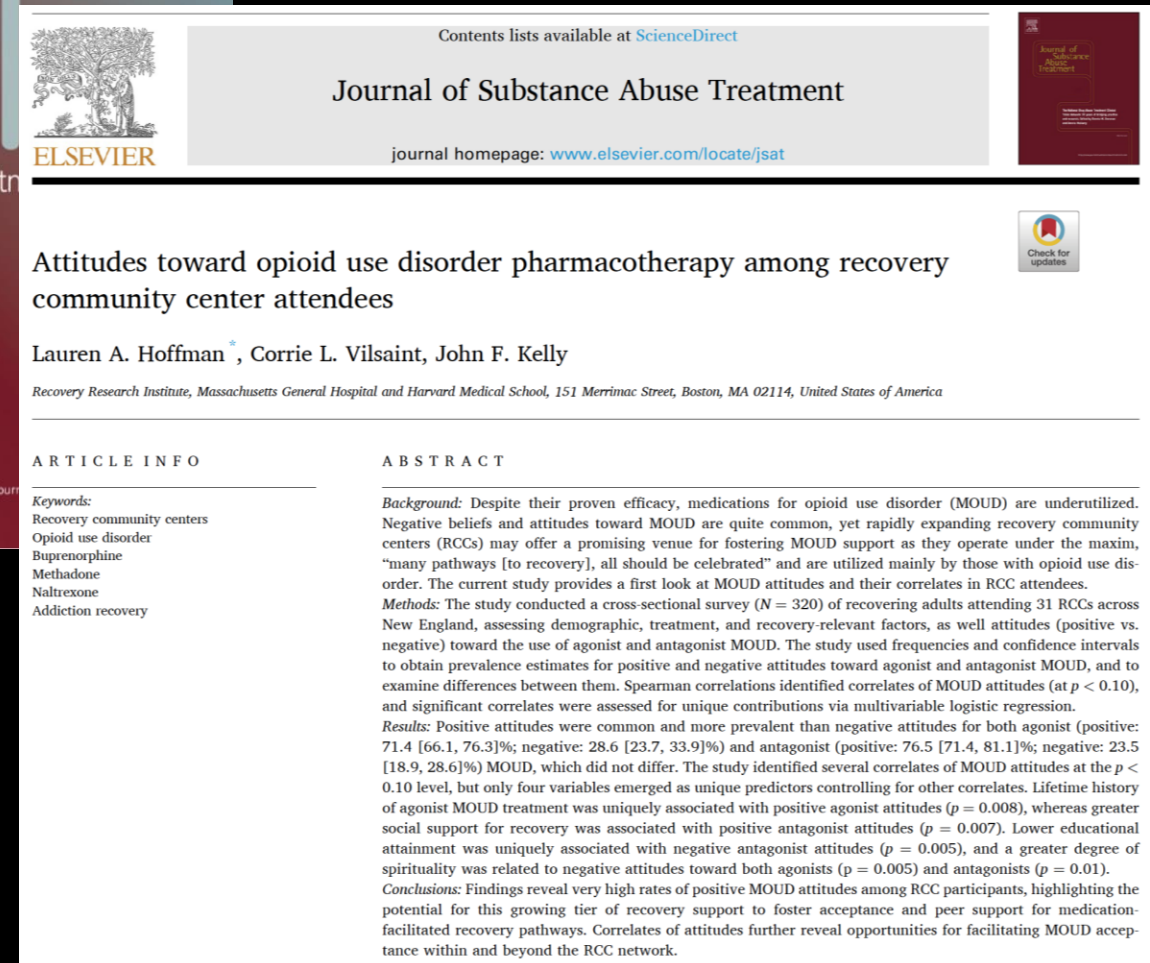 Contents lists available at ScienceDirect
Journal of Substance Abuse Treatment
journal homepage: www.elsevier.com/locate/jsat
ELSEVIER
Journal of
Substance
Abuse
Treatment
Check for
updates
Attitudes toward opioid use disorder pharmacotherapy among recovery
community center attendees
Lauren A. Hoffman *, Corrie L. Vilsaint, John F. Kelly
Recovery Research Institute, Massachusetts General Hospital and Harvard Medical School, 151 Merrimac Street, Boston, MA 02114, United States of America
ARTICLE INFO
Keywords:
Recovery community centers
Opioid use disorder
Buprenorphine
Methadone
Naltrexone
Addiction recovery
ABSTRACT
Background: Despite their proven efficacy, medications for opioid use disorder (MOUD) are underutilized.
Negative beliefs and attitudes toward MOUD are quite common, yet rapidly expanding recovery community
centers (RCCs) may offer a promising venue for fostering MOUD support as they operate under the maxim,
“many pathways [to recovery], all should be celebrated” and are utilized mainly by those with opioid use dis-
order. The current study provides a first look at MOUD attitudes and their correlates in RCC attendees.
Methods: The study conducted a cross-sectional survey (N = 320) of recovering adults attending 31 RCCs across
New England, assessing demographic, treatment, and recovery-relevant factors, as well attitudes (positive vs.
negative) toward the use of agonist and antagonist MOUD. The study used frequencies and confidence intervals
to obtain prevalence estimates for positive and negative attitudes toward agonist and antagonist MOUD, and to
examine differences between them. Spearman correlations identified correlates of MOUD attitudes (at p < 0.10),
and significant correlates were assessed for unique contributions via multivariable logistic regression.
Results: Positive attitudes were common and more prevalent than negative attitudes for both agonist (positive:
71.4 [66.1, 76.3]%; negative: 28.6 [23.7, 33.9]%) and antagonist (positive: 76.5 [71.4, 81.1]%; negative: 23.5
[18.9, 28.6]%) MOUD, which did not differ. The study identified several correlates of MOUD attitudes at the p <
0.10 level, but only four variables emerged as unique predictors controlling for other correlates. Lifetime history
of agonist MOUD treatment was uniquely associated with positive agonist attitudes (p = 0.008), whereas greater
social support for recovery was associated with positive antagonist attitudes (p = 0.007). Lower educational
attainment was uniquely associated with negative antagonist attitudes (p = 0.005), and a greater degree of
spirituality was related to negative attitudes toward both agonists (p = 0.005) and antagonists (p = 0.01).
Conclusions: Findings reveal very high rates of positive MOUD attitudes among RCC participants, highlighting the
potential for this growing tier of recovery support to foster acceptance and peer support for medication-
facilitated recovery pathways. Correlates of attitudes further reveal opportunities for facilitating MOUD accep-
tance within and beyond the RCC network.